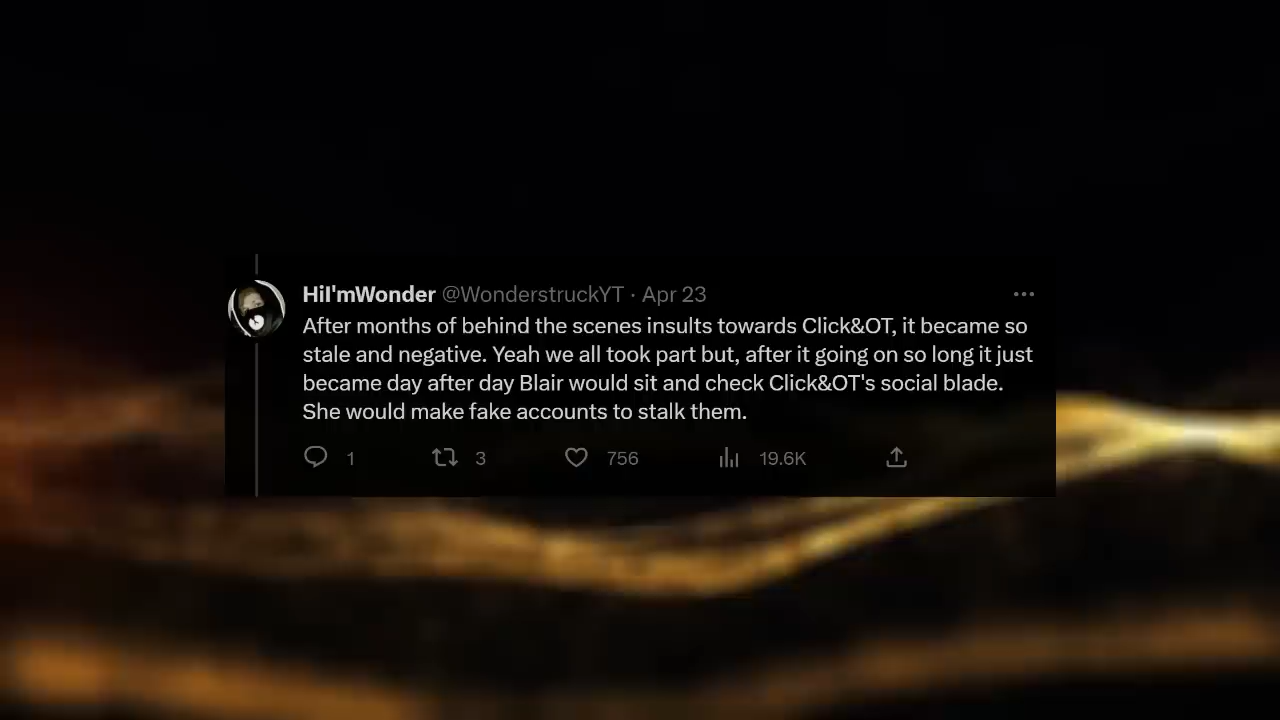 HiI'mWonder @WonderstruckYT · Apr 23
After months of behind the scenes insults towards Click&OT, it became so
stale and negative. Yeah we all took part but, after it going on so long it just
became day after day Blair would sit and check Click&OT's social blade.
She would make fake accounts to stalk them.
1 3 756 19.6K